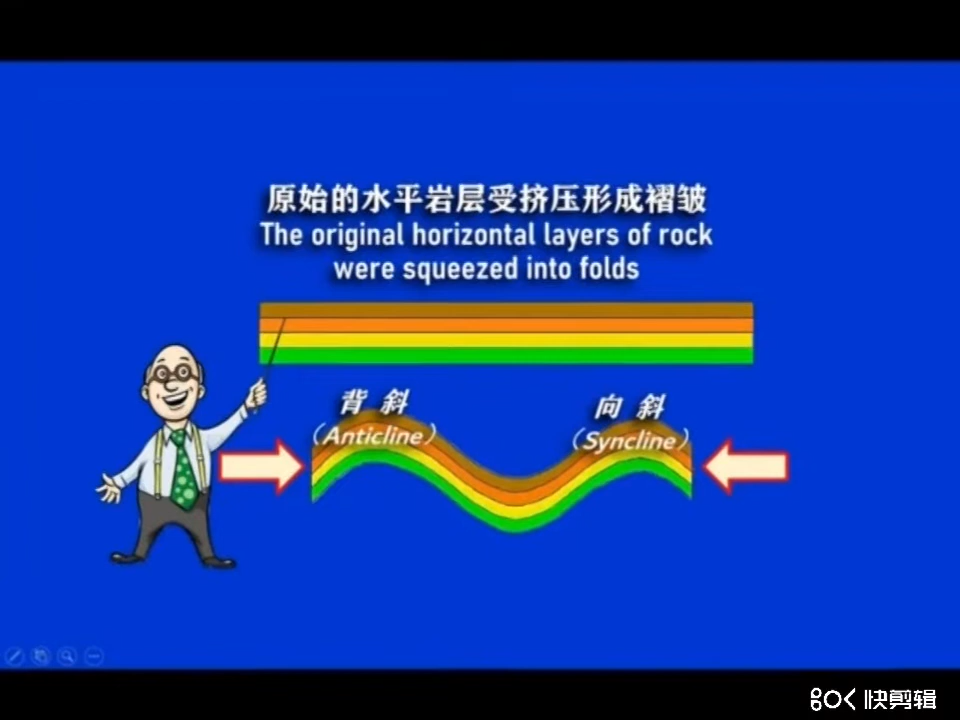 原始的水平岩层受挤压形成褶皱
The original horizontal layers of rock
were squeezed into folds
背 斜
（Anticline）
向 斜
（Syncline）
快剪辑